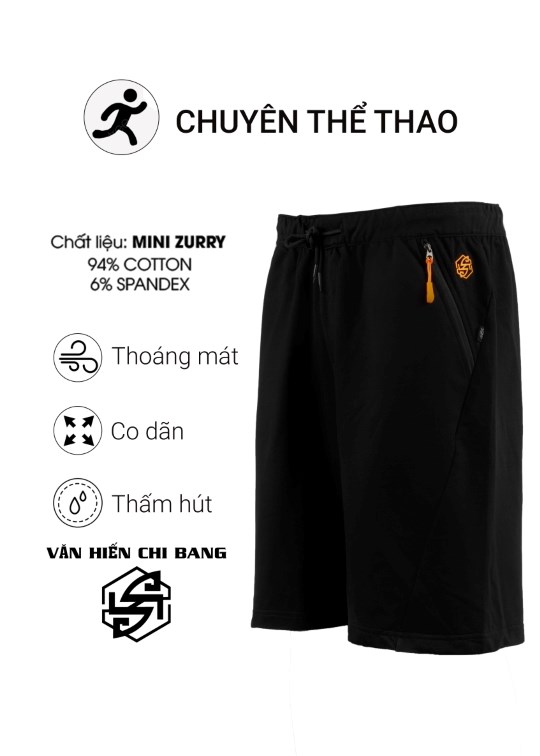 CHUYÊN THỂ THAO
Chất liệu: MINI ZURRY
94% COTTON
6% SPANDEX
Thoáng mát
Co dãn
Thấm hút
VĂN HIẾN CHI BANG